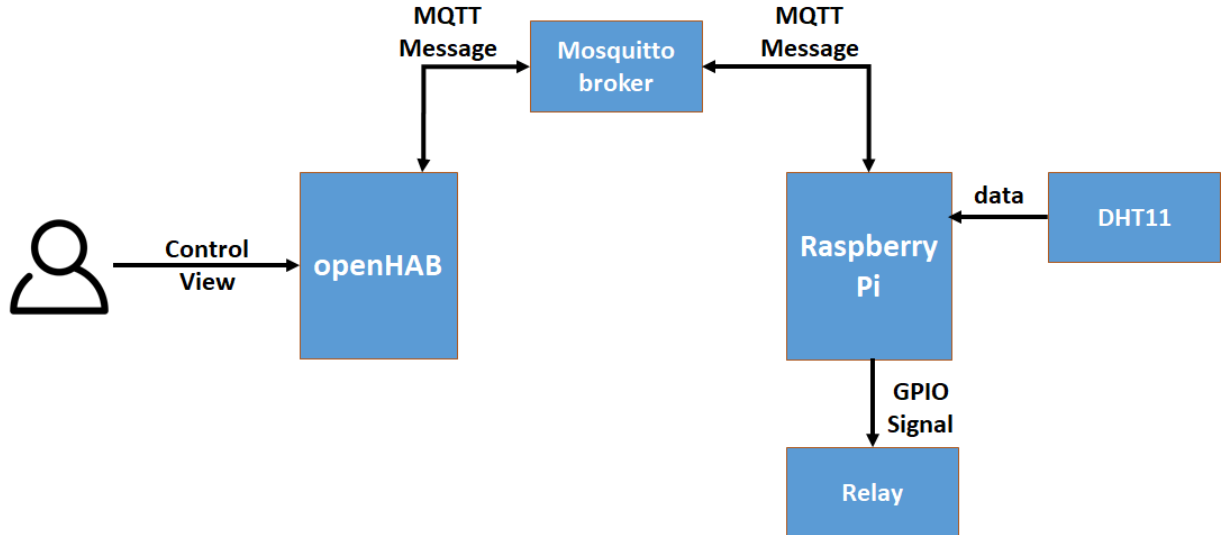 MQTT
Message
Mosquitto
broker
MQTT
Message
Control
View
openHAB
Raspberry
Pi
data
DHT11
GPIO
Signal
Relay